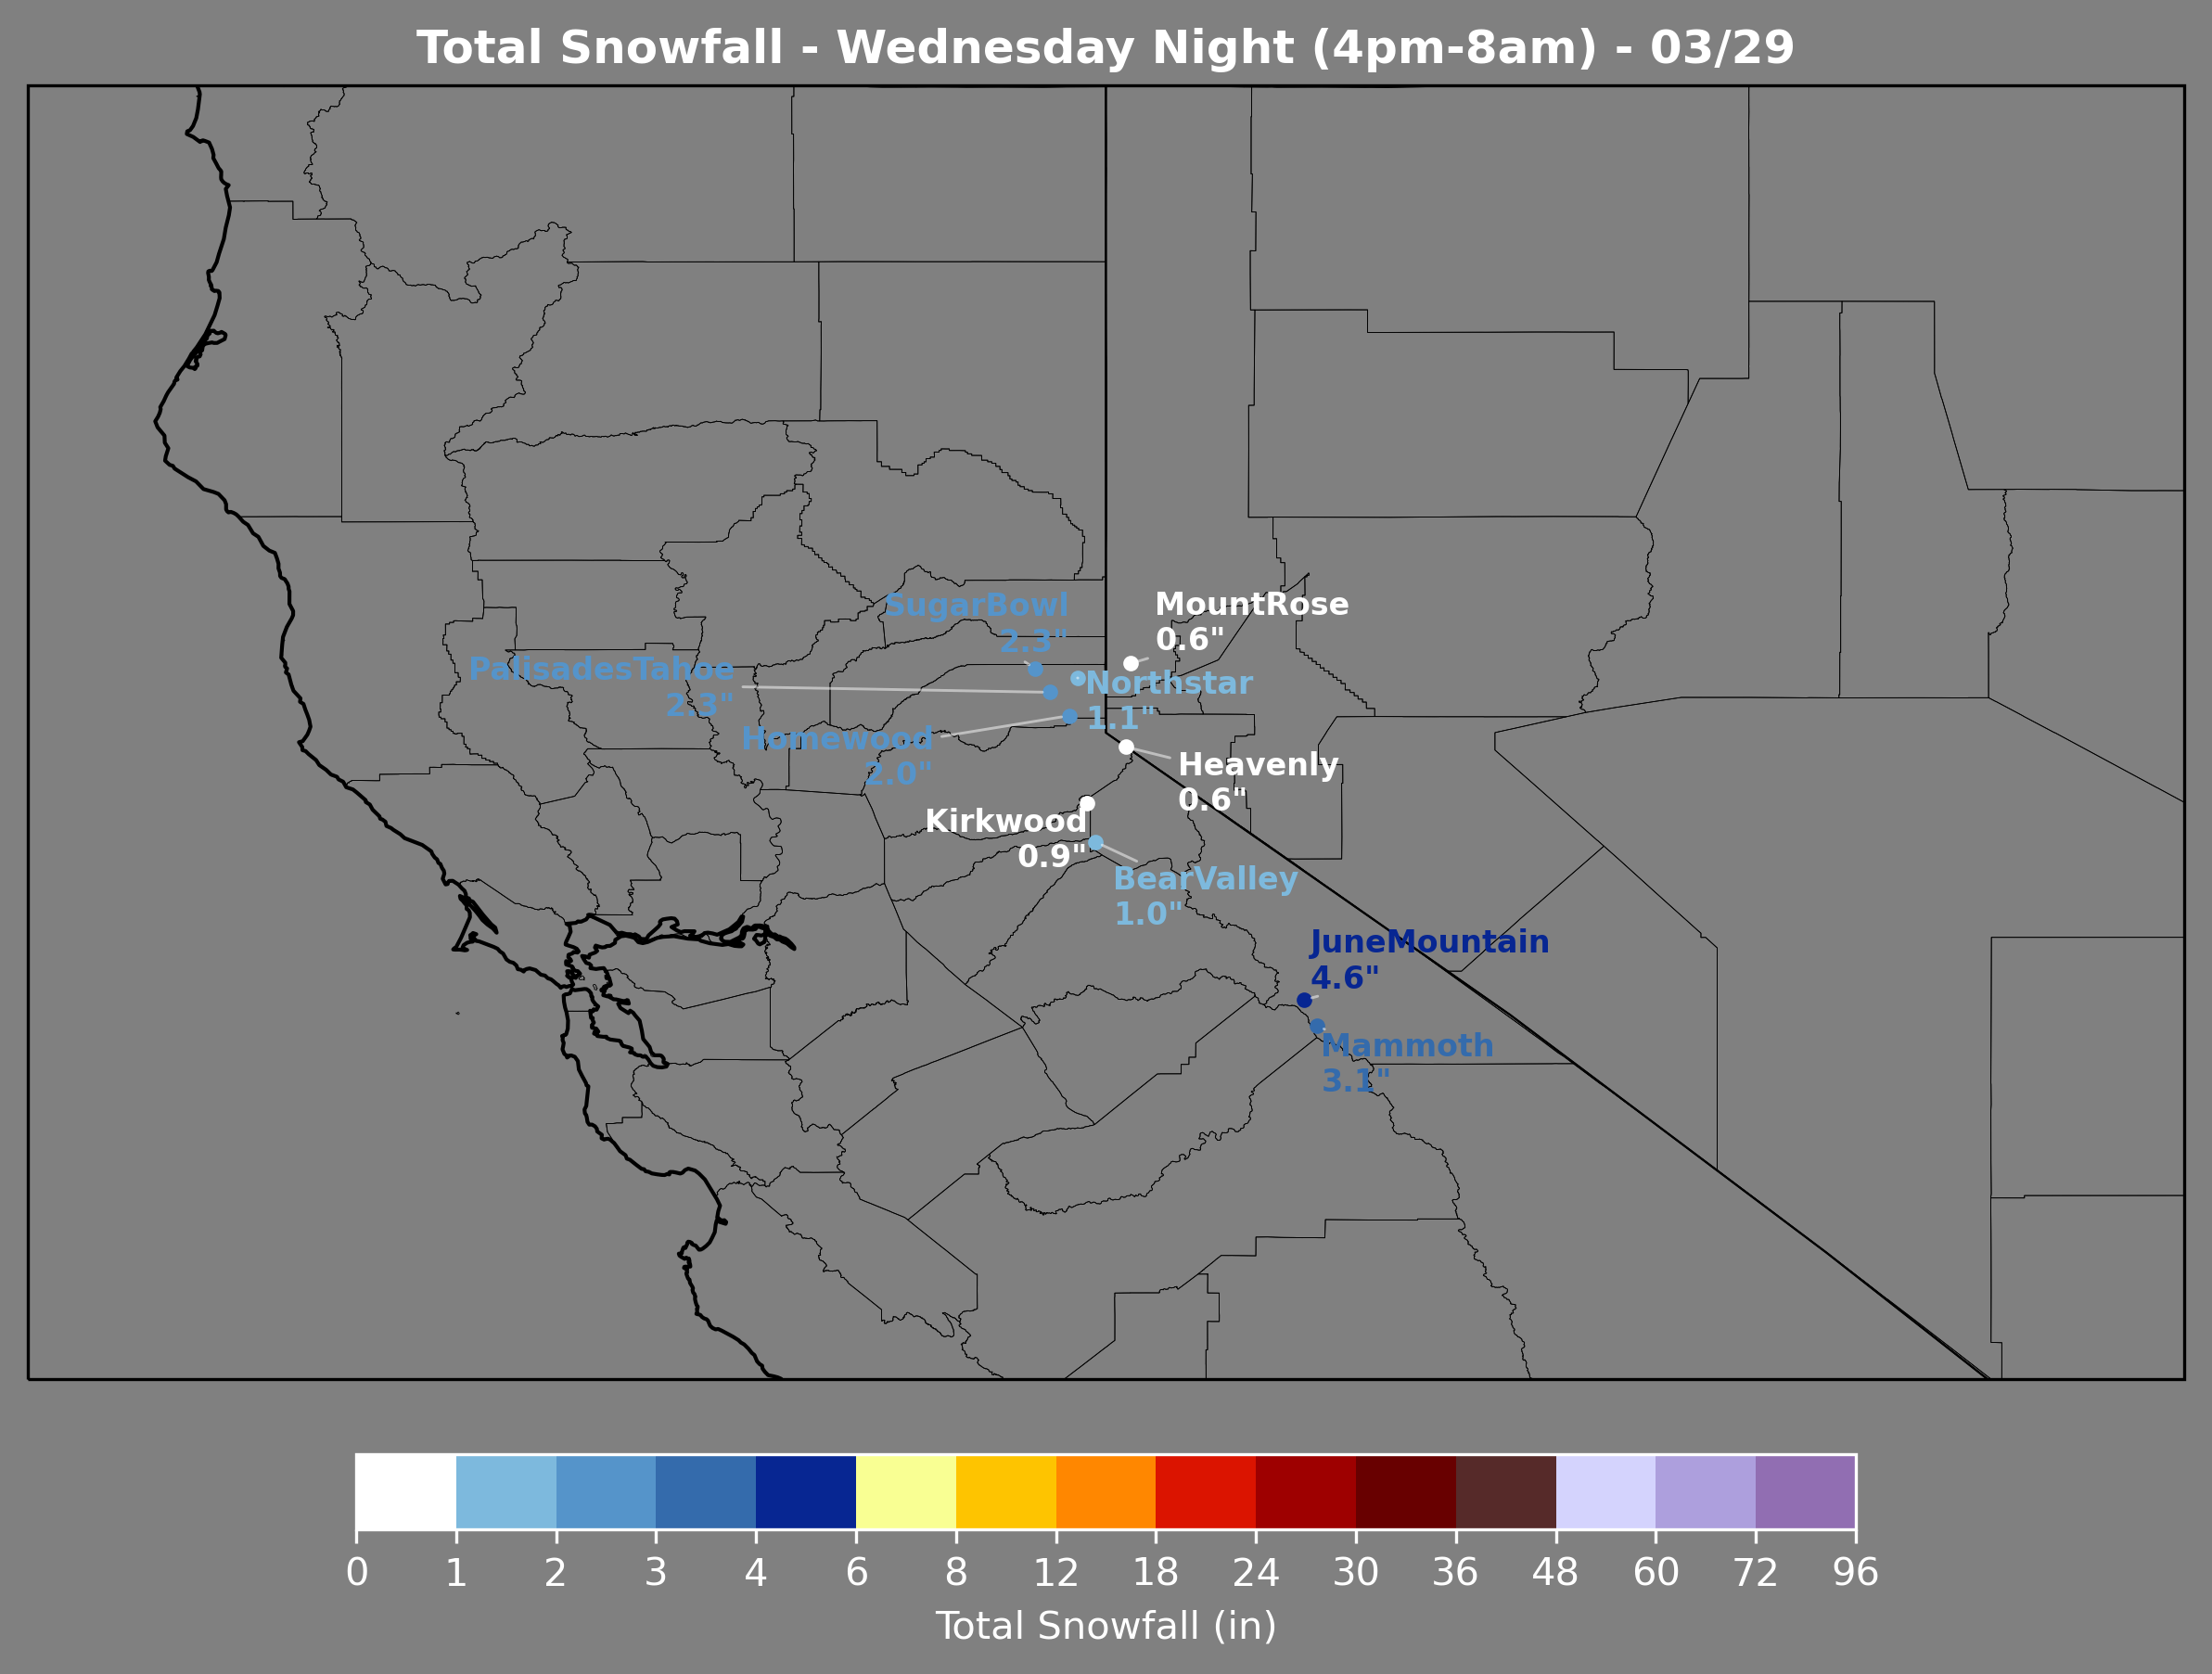 Total Snowfall - Wednesday Night (4pm-8am) - 03/29
SugarBowl
2.3"
MountRose
0.6"
PalisadesTahoe
2.3"
Northstar
1.1"
Homewood
2.0"
Heavenly
0.6"
Kirkwood
0.9"
BearValley
1.0"
JuneMountain
4.6"
Mammoth
3.1"
0 1 2 3 4 6 8 12 18 24 30 36 48 60 72 96
Total Snowfall (in)